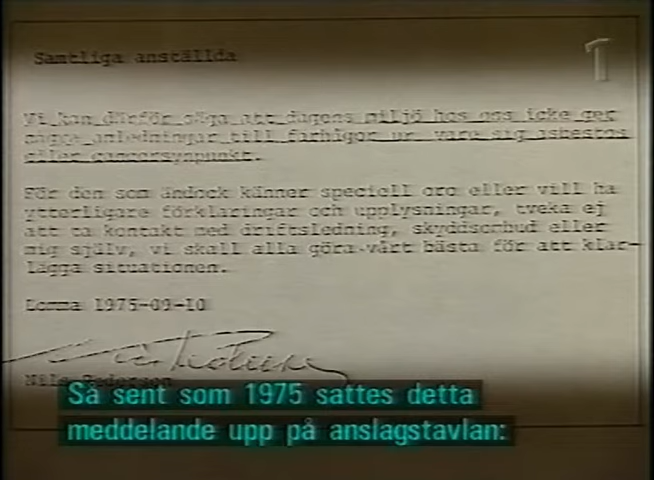 Samtliga anställda
1
Vi kan därför säga att dagens miljö hos oss icke ger
några anledningar till farhågor ur vare sig asbestos
eller cancersynpunkt.
För den som ändock känner speciell oro eller vill ha
ytterligare förklaringar och upplysningar, tveka ej
att ta kontakt med driftsledning, skyddsombud eller
mig själv, vi skall alla göra vårt bästa för att klar-
lägga situationen.
Lomma 1975-09-10
Nils Pederson
Så sent som 1975 sattes detta
meddelande upp på anslagstavlan: